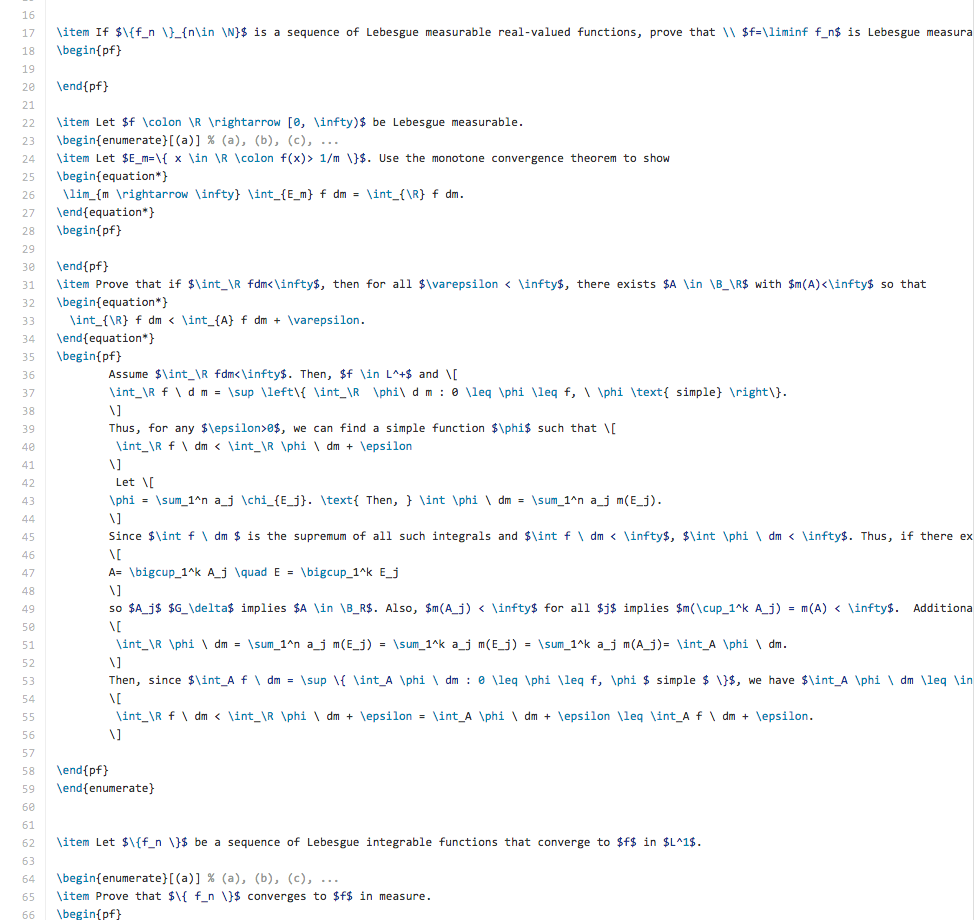 16
17 \item If $\{f_n \}_{n\in \N}$ is a sequence of Lebesgue measurable real-valued functions, prove that \\ $f=\liminf f_n$ is Lebesgue measura
18 \begin{pf}
19
20 \end{pf}
21
22 \item Let $f \colon \R \rightarrow [0, \infty)$ be Lebesgue measurable.
23 \begin{enumerate}[(a)] % (a), (b), (c), ...
24 \item Let $E_m=\{ x \in \R \colon f(x)> 1/m \}$. Use the monotone convergence theorem to show
25 \begin{equation*}
26 \lim_{m \rightarrow \infty} \int_{E_m} f dm = \int_{\R} f dm.
27 \end{equation*}
28 \begin{pf}
29
30 \end{pf}
31 \item Prove that if $\int_\R fdm<\infty$, then for all $\varepsilon < \infty$, there exists $A \in \B_\R$ with $m(A)<\infty$ so that
32 \begin{equation*}
33 \int_{\R} f dm < \int_{A} f dm + \varepsilon.
34 \end{equation*}
35 \begin{pf}
36 Assume $\int_\R fdm<\infty$. Then, $f \in L^+$ and \[
37 \int_\R f \ d m = \sup \left\{ \int_\R  \phi\ d m : 0 \leq \phi \leq f, \ \phi \text{ simple} \right\}.
38 \]
39 Thus, for any $\epsilon>0$, we can find a simple function $\phi$ such that \[
40 \int_\R f \ dm < \int_\R \phi \ dm + \epsilon
41 \]
42 Let \[
43 \phi = \sum_1^n a_j \chi_{E_j}. \text{ Then, } \int \phi \ dm = \sum_1^n a_j m(E_j).
44 \]
45 Since $\int f \ dm $ is the supremum of all such integrals and $\int f \ dm < \infty$, $\int \phi \ dm < \infty$. Thus, if there ex
46 \[
47 A= \bigcup_1^k A_j \quad E = \bigcup_1^k E_j
48 \]
49 so $A_j$ $G_\delta$ implies $A \in \B_R$. Also, $m(A_j) < \infty$ for all $j$ implies $m(\cup_1^k A_j) = m(A) < \infty$.  Additiona
50 \[
51 \int_\R \phi \ dm = \sum_1^n a_j m(E_j) = \sum_1^k a_j m(E_j) = \sum_1^k a_j m(A_j)= \int_A \phi \ dm.
52 \]
53 Then, since $\int_A f \ dm = \sup \{ \int_A \phi \ dm : 0 \leq \phi \leq f, \phi $ simple $ \}$, we have $\int_A \phi \ dm \leq \in
54 \[
55 \int_\R f \ dm < \int_\R \phi \ dm + \epsilon = \int_A \phi \ dm + \epsilon \leq \int_A f \ dm + \epsilon.
56 \]
57
58 \end{pf}
59 \end{enumerate}
60
61
62 \item Let $\{f_n \}$ be a sequence of Lebesgue integrable functions that converge to $f$ in $L^1$.
63
64 \begin{enumerate}[(a)] % (a), (b), (c), ...
65 \item Prove that $\{ f_n \}$ converges to $f$ in measure.
66 \begin{pf}